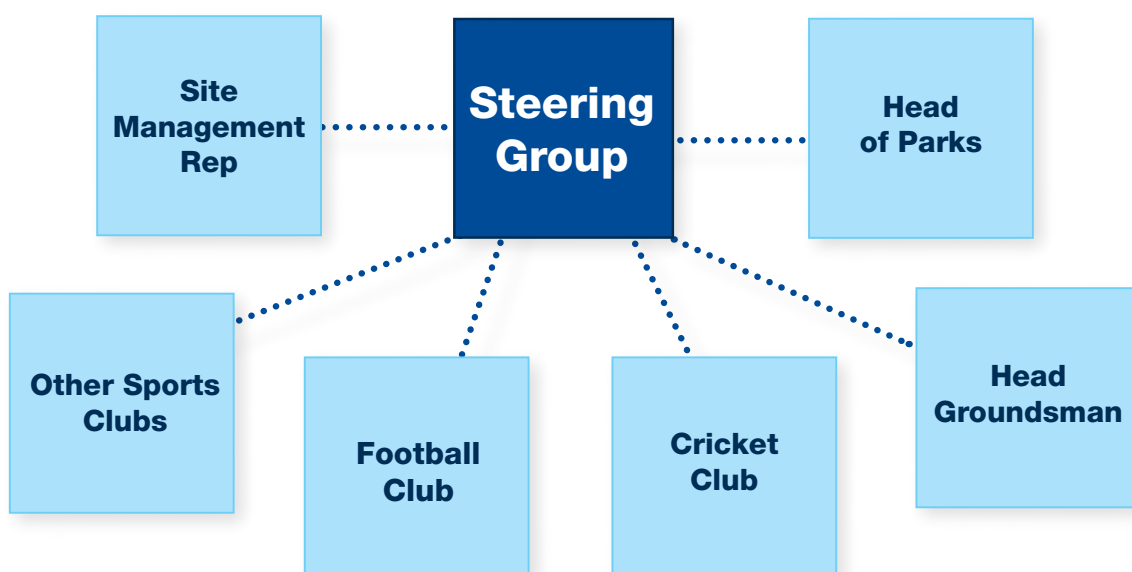 Site
Management
Rep
Steering
Group
Head
of Parks
Other Sports
Clubs
Football
Club
Cricket
Club
Head
Groundsman